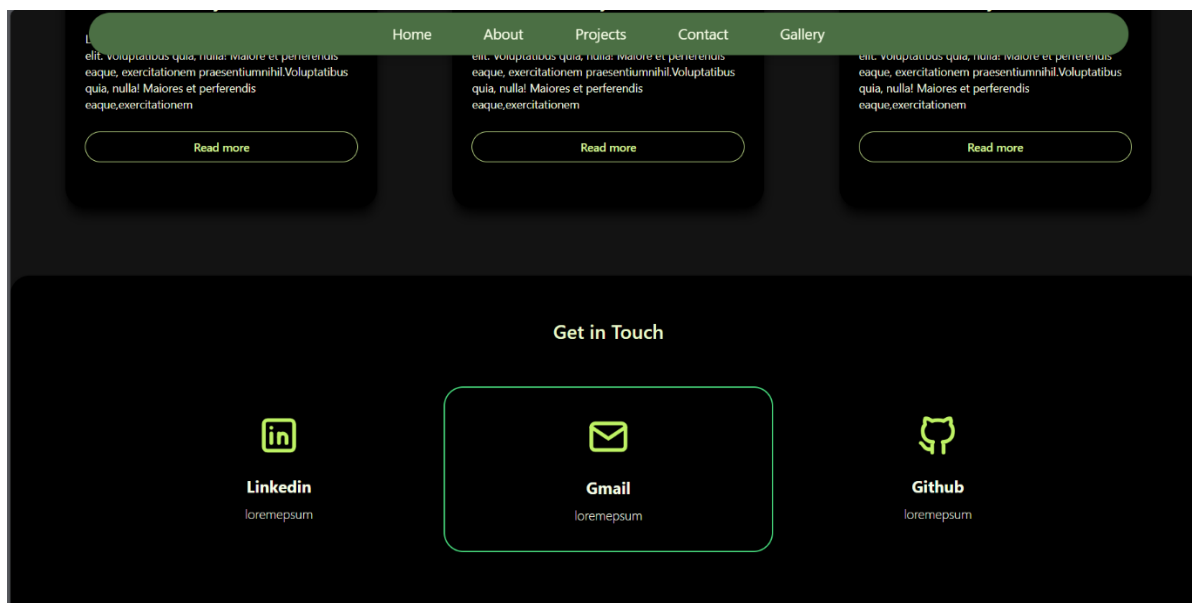 Home About Projects Contact Gallery
elit. Voluptatibus quia, nulla! Maiore et perferendis
eaque, exercitationem praesentiumnihil.Voluptatibus
quia, nulla! Maiores et perferendis
eaque,exercitationem
Read more
elit. Voluptatibus quia, nulla! Maiore et perferendis
eaque, exercitationem praesentiumnihil.Voluptatibus
quia, nulla! Maiores et perferendis
eaque,exercitationem
Read more
elit. Voluptatibus quia, nulla! Maiore et perferendis
eaque, exercitationem praesentiumnihil.Voluptatibus
quia, nulla! Maiores et perferendis
eaque,exercitationem
Read more
Get in Touch
in
Linkedin
loremepsum
Gmail
loremepsum
Github
loremepsum